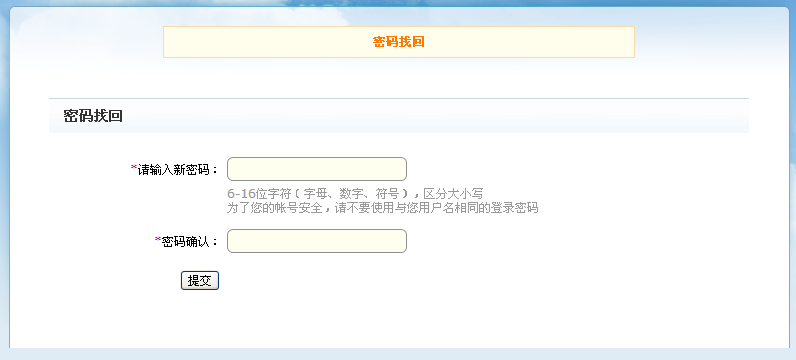 密码找回
密码找回
*请输入新密码：
6-16位字符（字母、数字、符号），区分大小写
为了您的帐号安全，请不要使用与您用户名相同的登录密码
*密码确认：
提交